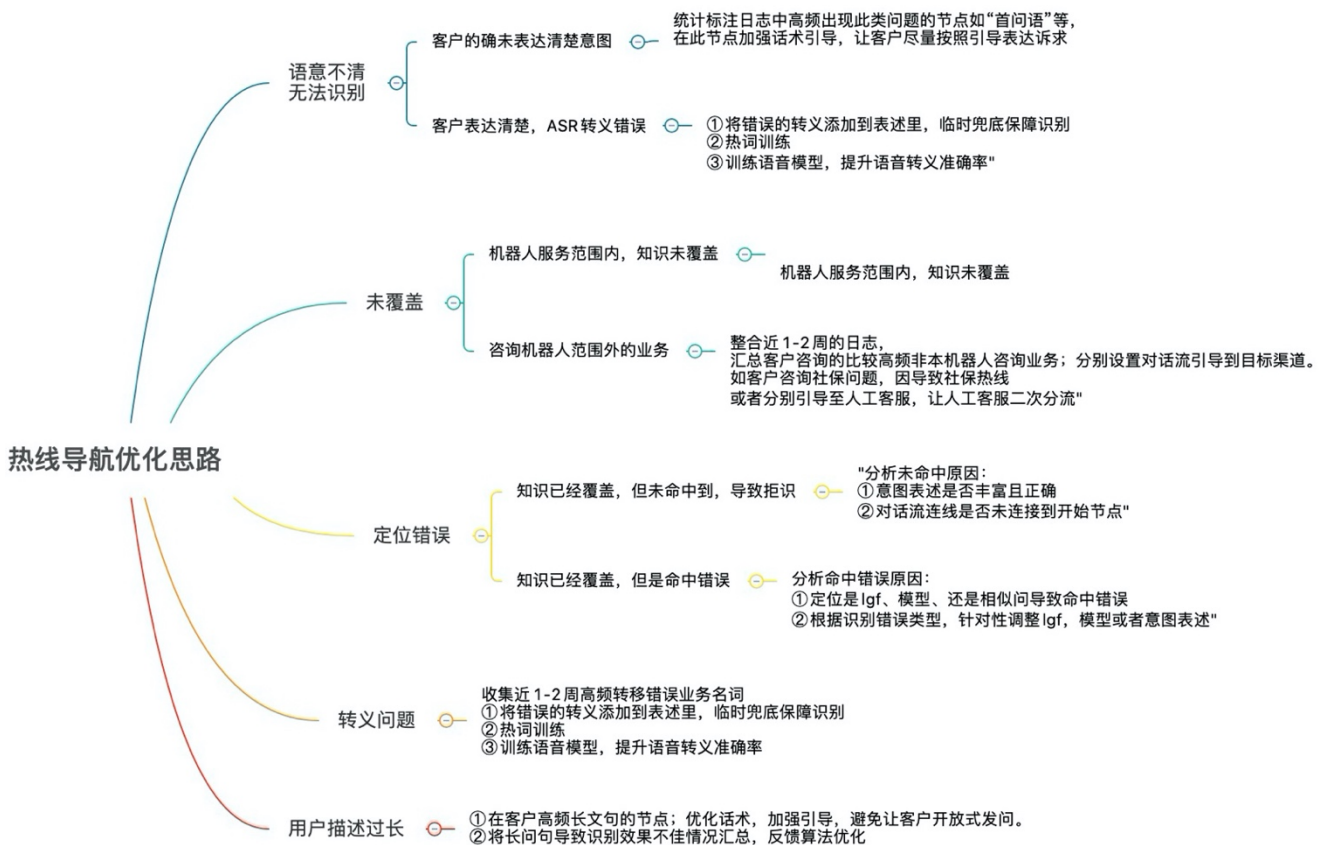 热线导航优化思路
语意不清
无法识别
客户的确未表达清楚意图
统计标注日志中高频出现此类问题的节点如“首问语”等，
在此节点加强话术引导，让客户尽量按照引导表达诉求
客户表达清楚，ASR转义错误
①将错误的转义添加到表述里，临时兜底保障识别
②热词训练
③训练语音模型，提升语音转义准确率"
未覆盖
机器人服务范围内，知识未覆盖
机器人服务范围内，知识未覆盖
咨询机器人范围外的业务
整合近1-2周的日志，
汇总客户咨询的比较高频非本机器人咨询业务；分别设置对话流引导到目标渠道。
如客户咨询社保问题，因导致社保热线
或者分别引导至人工客服，让人工客服二次分流"
定位错误
知识已经覆盖，但未命中到，导致拒识
"分析未命中原因：
①意图表述是否丰富且正确
②对话流连线是否未连接到开始节点"
知识已经覆盖，但是命中错误
分析命中错误原因：
①定位是lgf、模型、还是相似问导致命中错误
②根据识别错误类型，针对性调整lgf，模型或者意图表述"
转义问题
收集近1-2周高频转移错误业务名词
①将错误的转义添加到表述里，临时兜底保障识别
②热词训练
③训练语音模型，提升语音转义准确率
用户描述过长
①在客户高频长文句的节点；优化话术，加强引导，避免让客户开放式发问。
②将长问句导致识别效果不佳情况汇总，反馈算法优化